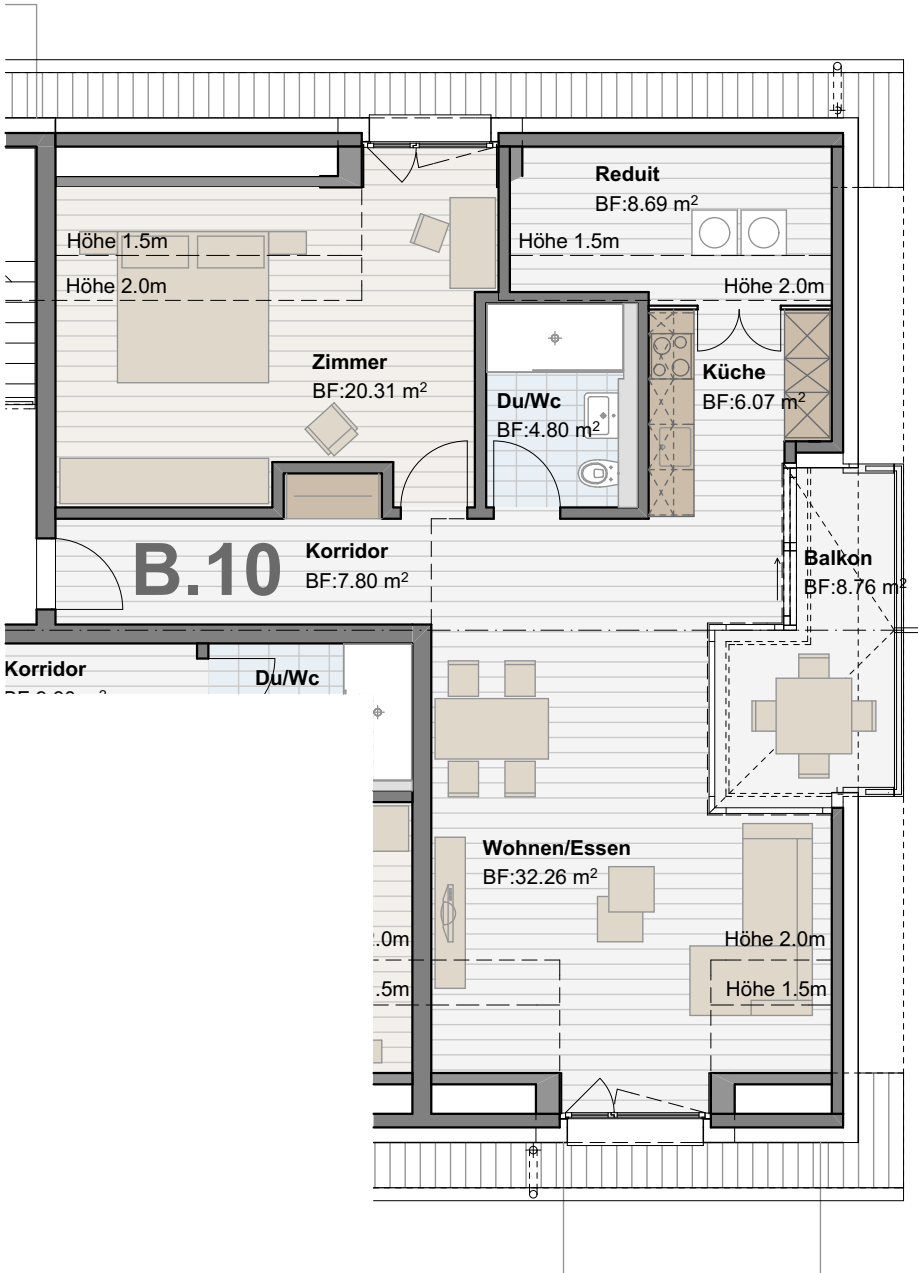 Reduit
BF:8.69 m²
Höhe 1.5m
Höhe 1.5m
Höhe 2.0m
Höhe 2.0m
Zimmer
BF:20.31 m²
Küche
BF:6.07 m²
Du/Wc
BF:4.80 m²
B.10
Korridor
BF:7.80 m²
Balkon
BF:8.76 m²
Korridor
Du/Wc
Wohnen/Essen
BF:32.26 m²
.0m
Höhe 2.0m
.5m
Höhe 1.5m